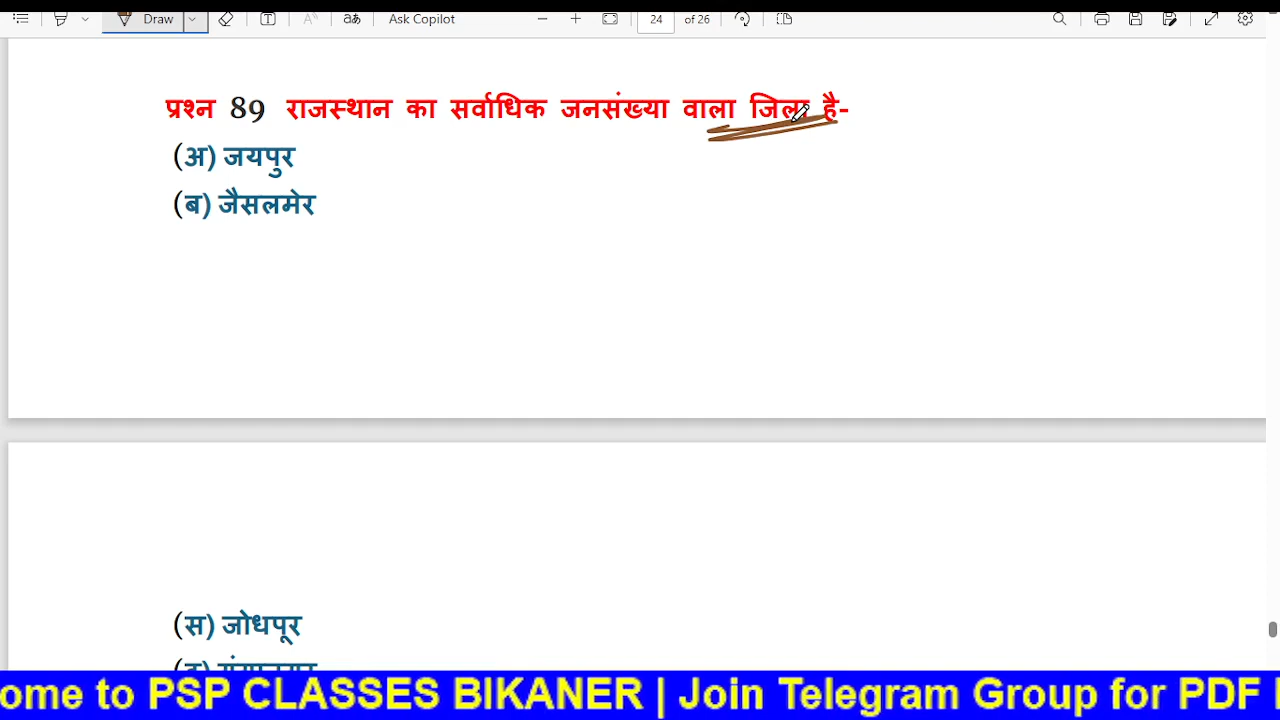 Draw
Ask Copilot
24 of 26
प्रश्न 89 राजस्थान का सर्वाधिक जनसंख्या वाला जिला है-
(अ) जयपुर
(ब) जैसलमेर
(स) जोधपूर
ome to PSP CLASSES BIKANER | Join Telegram Group for PDF